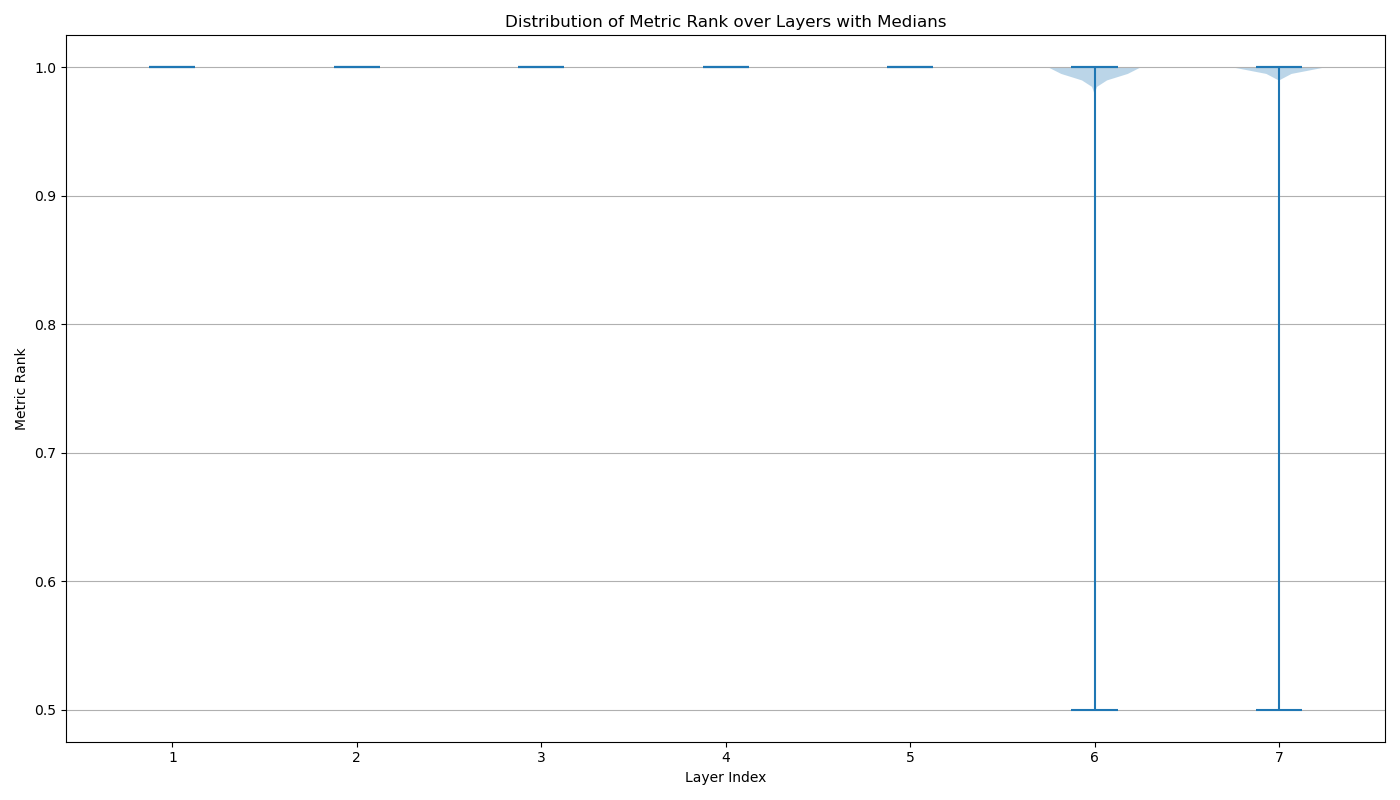 Distribution of Metric Rank over Layers with Medians
1.0
0.9
0.8
0.7
0.6
0.5
Metric Rank
1 2 3 4 5 6 7
Layer Index